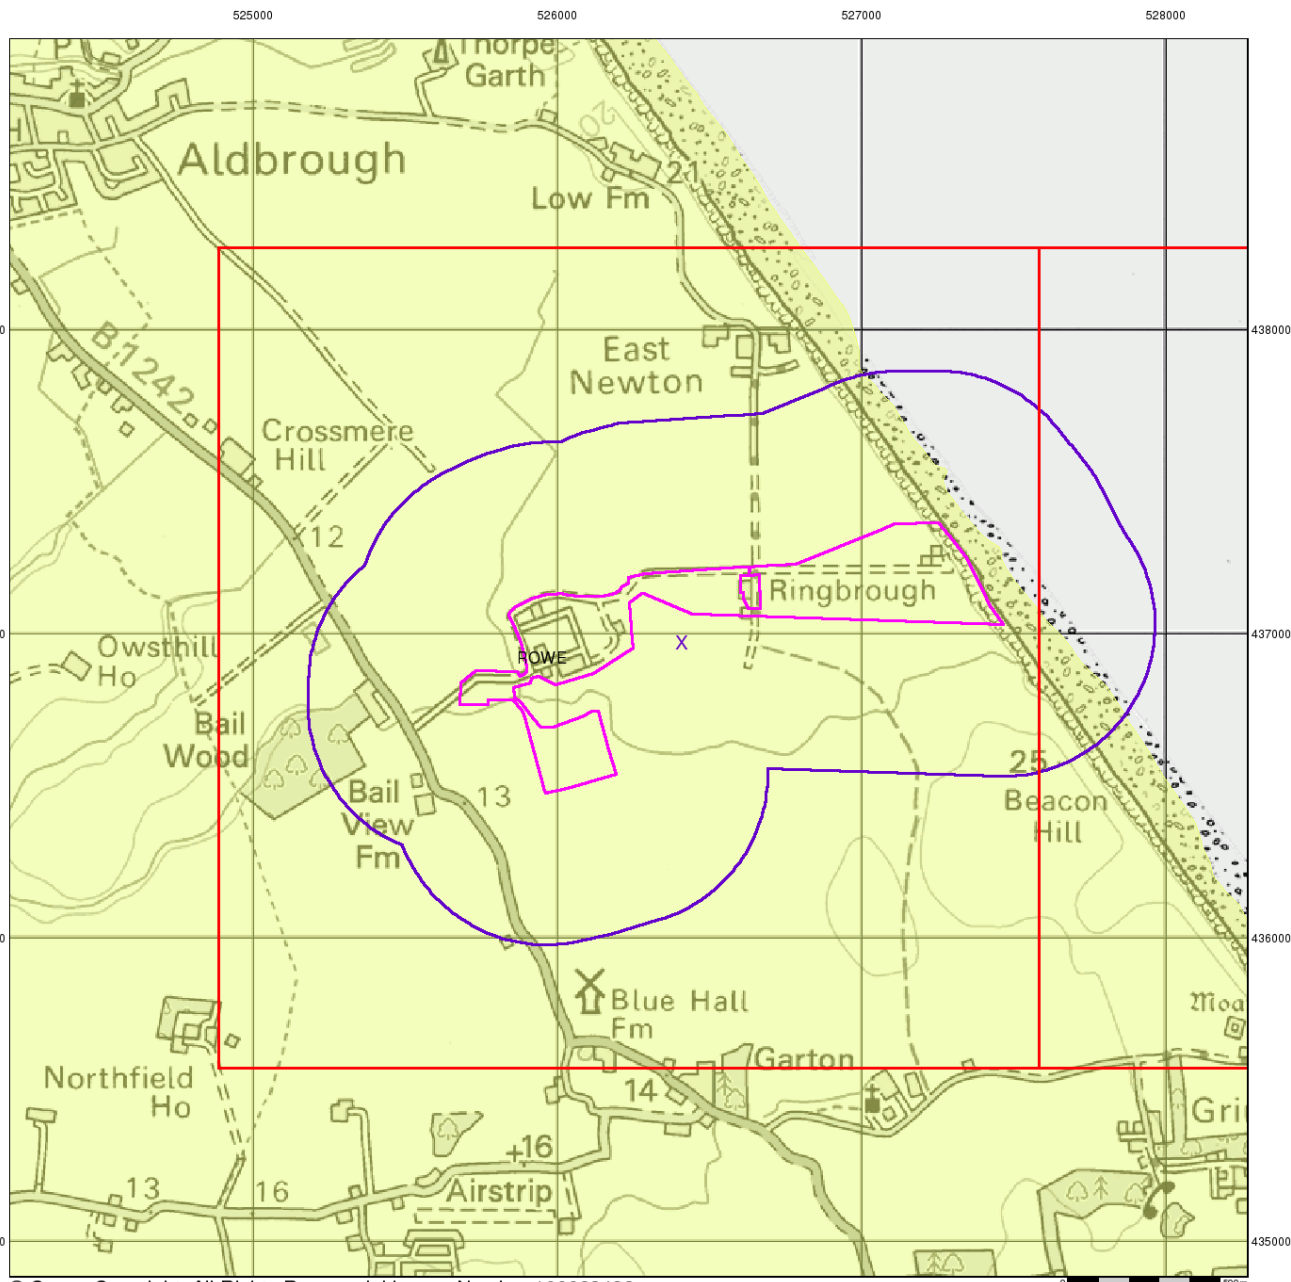 525000 526000 527000 528000
P
Thorpe
Garth
20
H
Aldbrough
21
Low Fm
438000
East
Newton
B 1242
Crossmere
Hill
12
Ringbrough
437000
X
ROWE
Owsthill
Ho
Bail
Wood
25
Bail
View
Fm
13
Beacon
Hill
436000
Blue Hall
Fm
Moa
Garton
Northfield
Ho
14
Gri
+16
13
16
Airstrip
435000